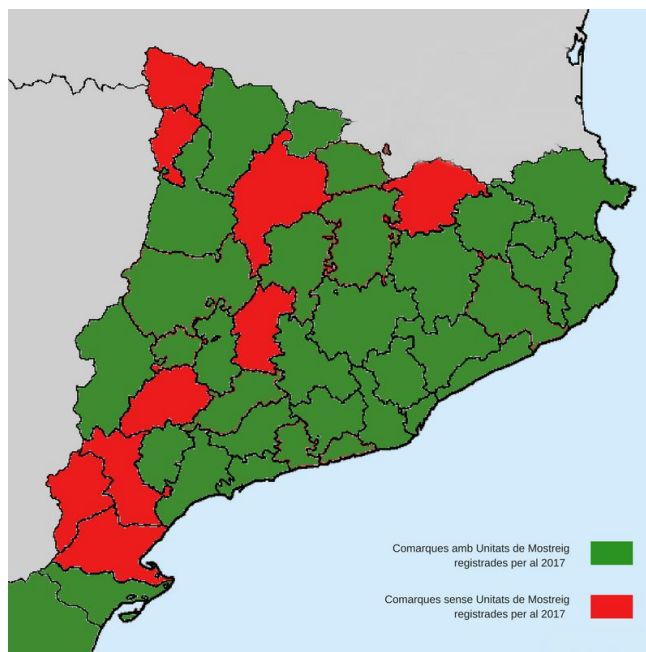 Comarques amb Unitats de Mostreig
registrades per al 2017
Comarques sense Unitats de Mostreig
registrades per al 2017